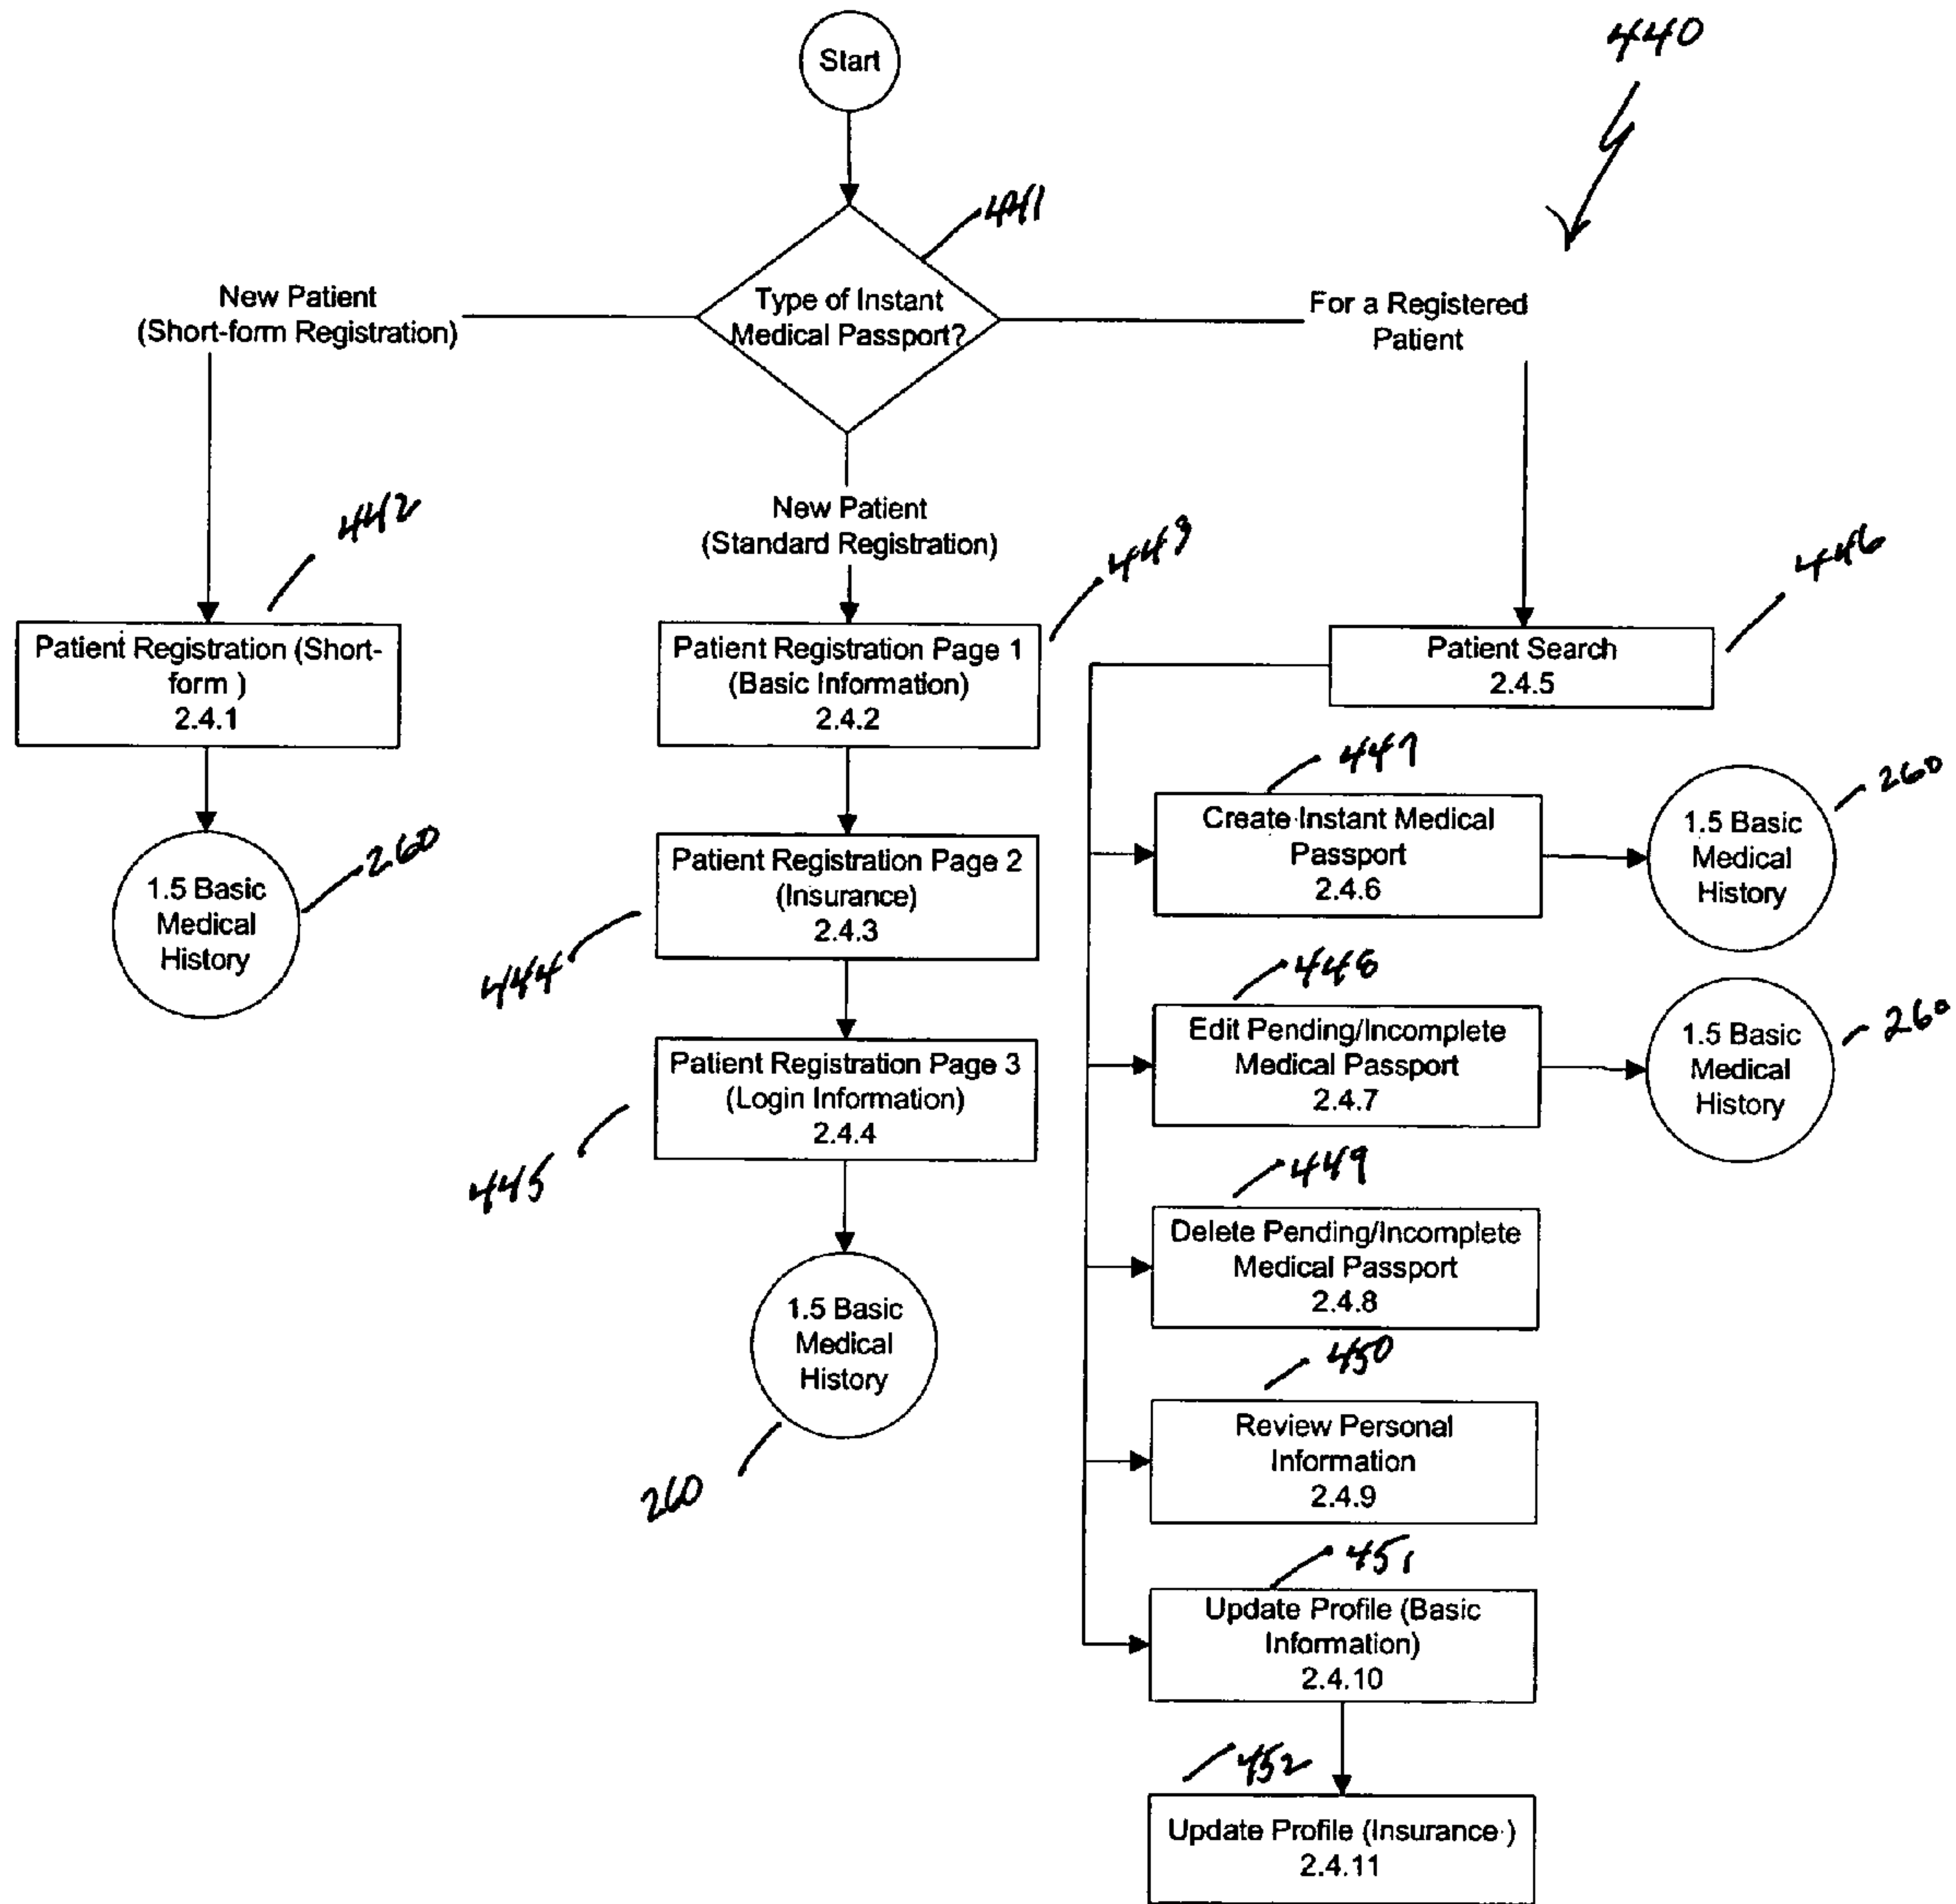 Start
440
441
Type of Instant
Medical Passport?
New Patient
(Short-form Registration)
For a Registered
Patient
New Patient
(Standard Registration)
442
443
446
Patient Registration (Short-
form )
2.4.1
Patient Registration Page 1
(Basic Information)
2.4.2
Patient Search
2.4.5
447
Create Instant Medical
Passport
2.4.6
260
1.5 Basic
Medical
History
260
1.5 Basic
Medical
History
Patient Registration Page 2
(Insurance)
2.4.3
444
448
Edit Pending/Incomplete
Medical Passport
2.4.7
260
1.5 Basic
Medical
History
Patient Registration Page 3
(Login Information)
2.4.4
445
449
Delete Pending/Incomplete
Medical Passport
2.4.8
1.5 Basic
Medical
History
260
450
Review Personal
Information
2.4.9
451
Update Profile (Basic
Information)
2.4.10
452
Update Profile (Insurance )
2.4.11